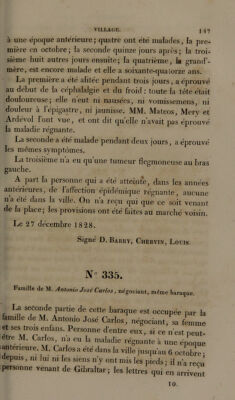 VILLAGE. 147
à une époque antérieure; quatre ont été malades, la pre-
mière en octobre; la seconde quinze jours après; la troi-
sième huit autres jours ensuite; la quatrième, la grand'-
mère, est encore malade et elle a soixante-quatorze ans.
La première a été alitée pendant trois jours, a éprouvé
au début de la céphalalgie et du froid: toute la tête était
douloureuse; elle n'eut ni nausées, ni vomissemens, ni
douleur à l'épigastre, ni jaunisse. MM. Mateos, Mery et
Ardévol l'ont vue, et ont dit qu'elle n'avait pas éprouvé
la maladie régnante.
La seconde a été malade pendant deux jours, a éprouvé
les mêmes symptômes.
La troisième n'a eu qu'une tumeur flegmoneuse au bras
gauche.
A part la personne qui a été atteinte, dans les années
antérieures, de l'affection épidémique régnante, aucune
n'a été dans la ville. On n'a reçu qui que ce soit venant
de la place; les provisions ont été faites au marché voisin.
Le 27 décembre 1828.
Signé D. Barry, Chervin, Louis.
N° 335.
Famille de M. Antonio José Carlos, négociant, même baraque.
La seconde partie de cette baraque est occupée par la
famille de M. Antonio José Carlos, négociant, sa femme
et ses trois enfans. Personne d'entre eux, si ce n'est peut-
être M. Carlos, n'a eu la maladie régnante à une époque
antérieure. M. Carlos a été dans la ville jusqu'au 6 octobre;
depuis, ni lui ni les siens n'y ont mis les pieds; il n'a reçu
personne venant de Gibraltar; les lettres qui en arrivent
10.